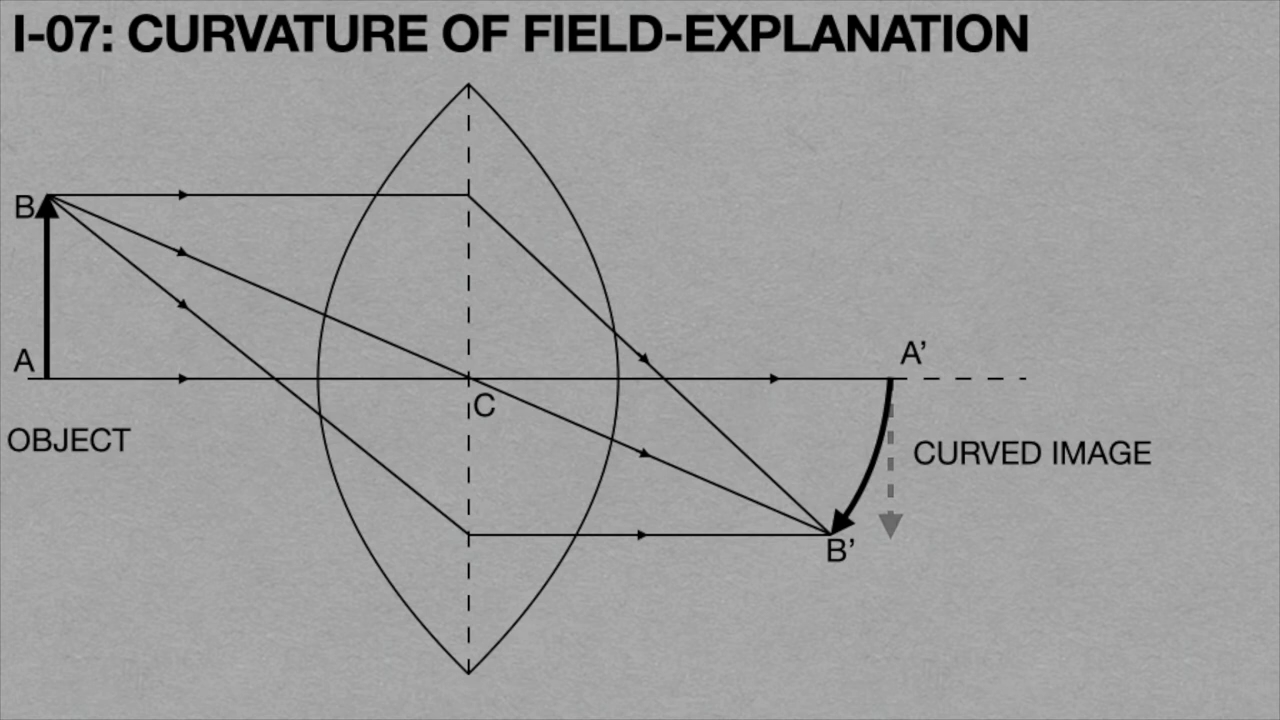 I-07: CURVATURE OF FIELD-EXPLANATION
B
A
A’
C
OBJECT
CURVED IMAGE
B’